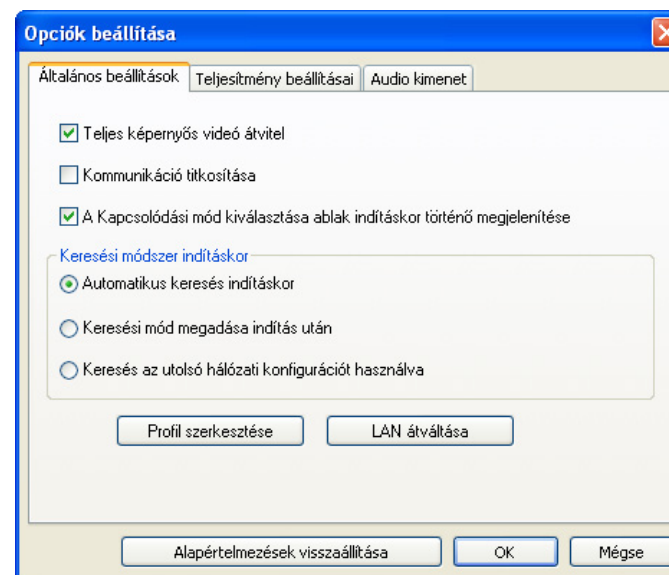 Opciók beállítása
Általános beállítások Teljesítmény beállításai Audio kimenet
Teljes képernyős videó átvitel
Kommunikáció titkosítása
A Kapcsolódási mód kiválasztása ablak indításkor történő megjelenítése
Keresési módszer indításkor
Automatikus keresés indításkor
Keresési mód megadása indítás után
Keresés az utolsó hálózati konfigurációt használva
Profil szerkesztése LAN átváltása
Alapértelmezések visszaállítása OK Mégse